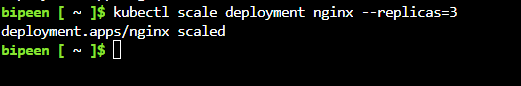 bipeen [ ~ ]$ kubectl scale deployment nginx --replicas=3
deployment.apps/nginx scaled
bipeen [ ~ ]$